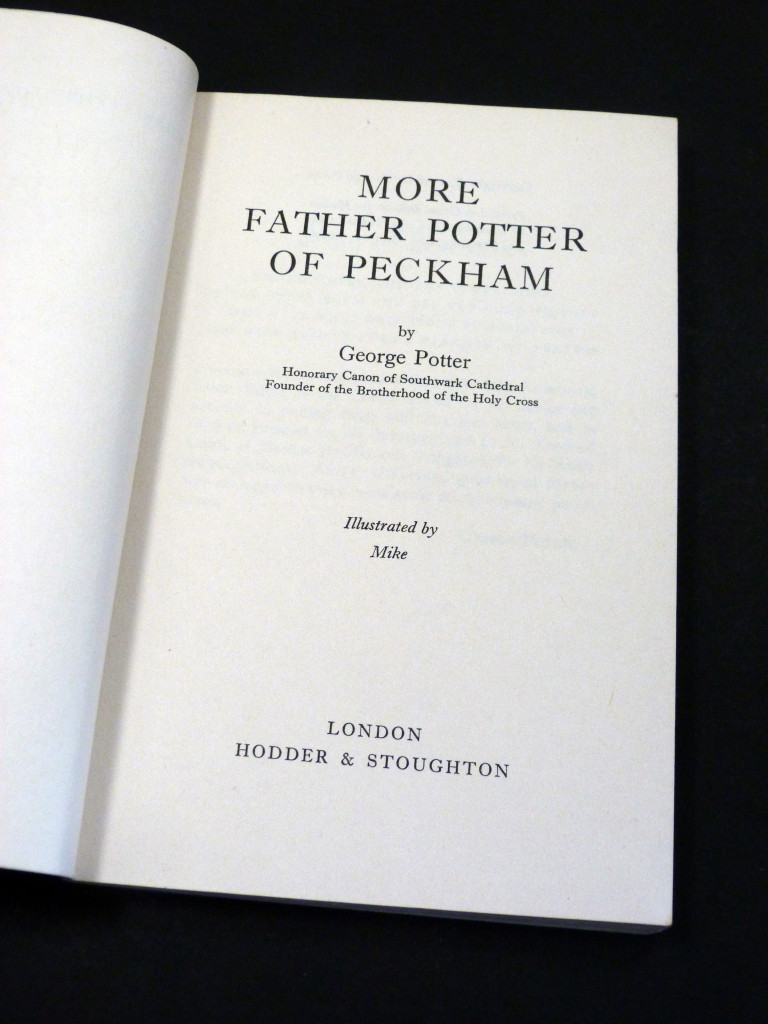 MORE
FATHER POTTER
OF PECKHAM
by
George Potter
Honorary Canon of Southwark Cathedral
Founder of the Brotherhood of the Holy Cross
Illustrated by
Mike
LONDON
HODDER & STOUGHTON